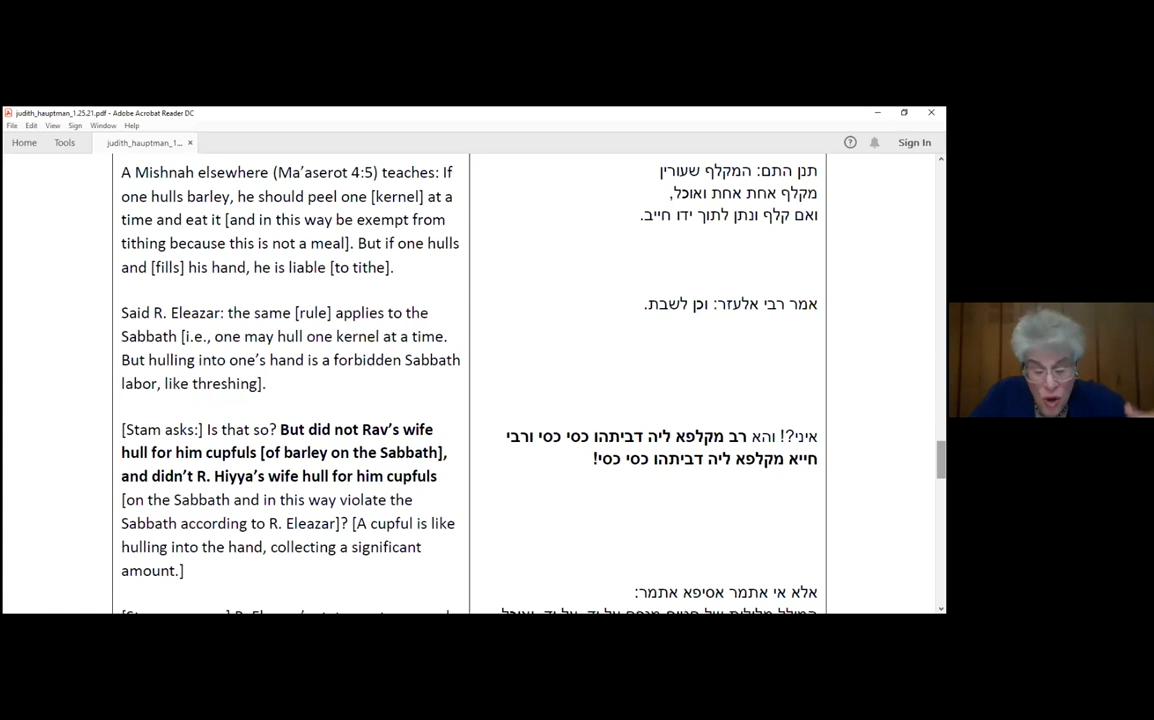 judith_hauptman_1.25.21.pdf - Adobe Acrobat Reader DC
File Edit View Sign Window Help
Home Tools judith_hauptman_1... × Sign In
A Mishnah elsewhere (Ma’aserot 4:5) teaches: If
one hulls barley, he should peel one [kernel] at a
time and eat it [and in this way be exempt from
tithing because this is not a meal]. But if one hulls
and [fills] his hand, he is liable [to tithe].
תנן התם: המקלף שעורין
מקלף אחת אחת ואוכל,
ואם קלף ונתן לתוך ידו חייב.
Said R. Eleazar: the same [rule] applies to the
Sabbath [i.e., one may hull one kernel at a time.
But hulling into one’s hand is a forbidden Sabbath
labor, like threshing].
אמר רבי אלעזר: וכן לשבת.
[Stam asks:] Is that so? But did not Rav’s wife
hull for him cupfuls [of barley on the Sabbath],
and didn’t R. Hiyya’s wife hull for him cupfuls
[on the Sabbath and in this way violate the
Sabbath according to R. Eleazar]? [A cupful is like
hulling into the hand, collecting a significant
amount.]
איני?! והא רב מקלפא ליה דביתהו כסי כסי ורבי
חייא מקלפא ליה דביתהו כסי כסי!
אלא אי אתמר אסיפא אתמר: